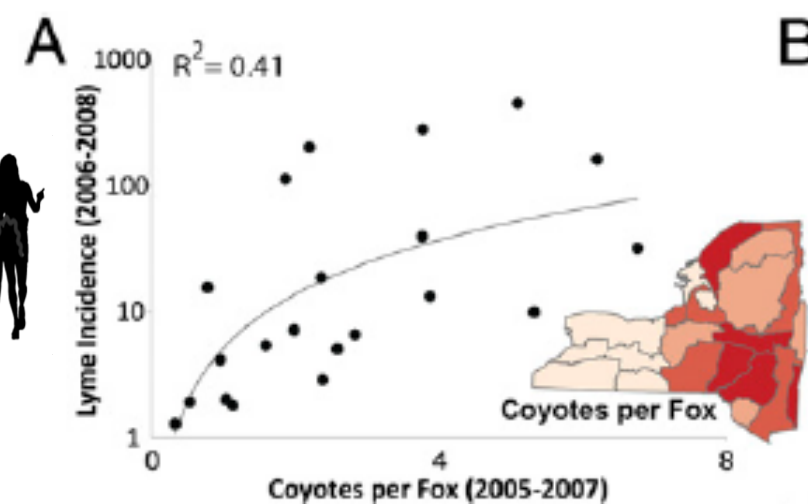 A
B
1000
R² = 0.41
100
10
1
Lyme Incidence (2006-2008)
Coyotes per Fox
0
4
8
Coyotes per Fox (2005-2007)